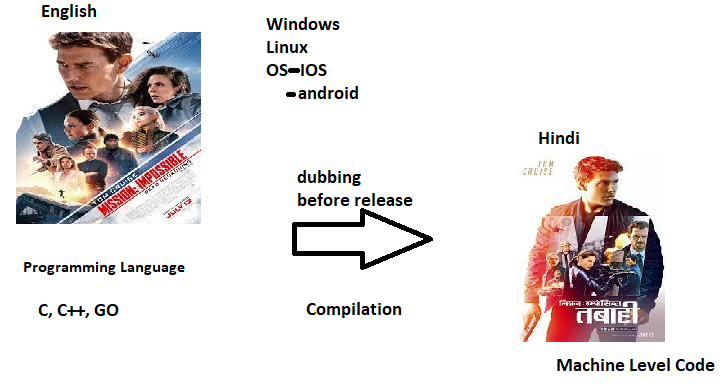 English
Windows
Linux
OS-IOS
-android
TOM CRUISE
MISSION: IMPOSSIBLE
DEAD RECKONING
JULY 12
dubbing
before release
Hindi
TOM
CRUISE
मिशन: इम्पॉसिबल
तबाही
Programming Language
C, C++, GO
Compilation
Machine Level Code